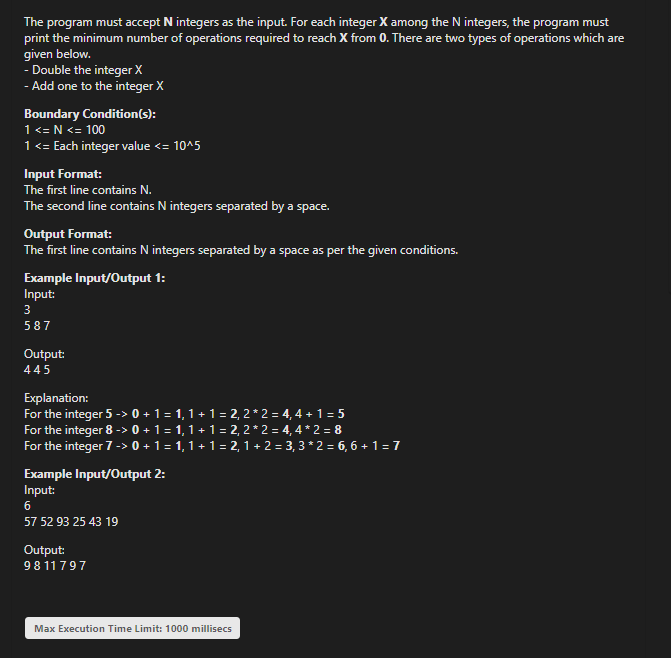 The program must accept N integers as the input. For each integer X among the N integers, the program must
print the minimum number of operations required to reach X from 0. There are two types of operations which are
given below.
- Double the integer X
- Add one to the integer X
Boundary Condition(s):
1 <= N <= 100
1 <= Each integer value <= 10^5
Input Format:
The first line contains N.
The second line contains N integers separated by a space.
Output Format:
The first line contains N integers separated by a space as per the given conditions.
Example Input/Output 1:
Input:
3
5 8 7
Output:
4 4 5
Explanation:
For the integer 5 -> 0 + 1 = 1, 1 + 1 = 2, 2 * 2 = 4, 4 + 1 = 5
For the integer 8 -> 0 + 1 = 1, 1 + 1 = 2, 2 * 2 = 4, 4 * 2 = 8
For the integer 7 -> 0 + 1 = 1, 1 + 1 = 2, 1 + 2 = 3, 3 * 2 = 6, 6 + 1 = 7
Example Input/Output 2:
Input:
6
57 52 93 25 43 19
Output:
9 8 11 7 9 7
Max Execution Time Limit: 1000 millisecs